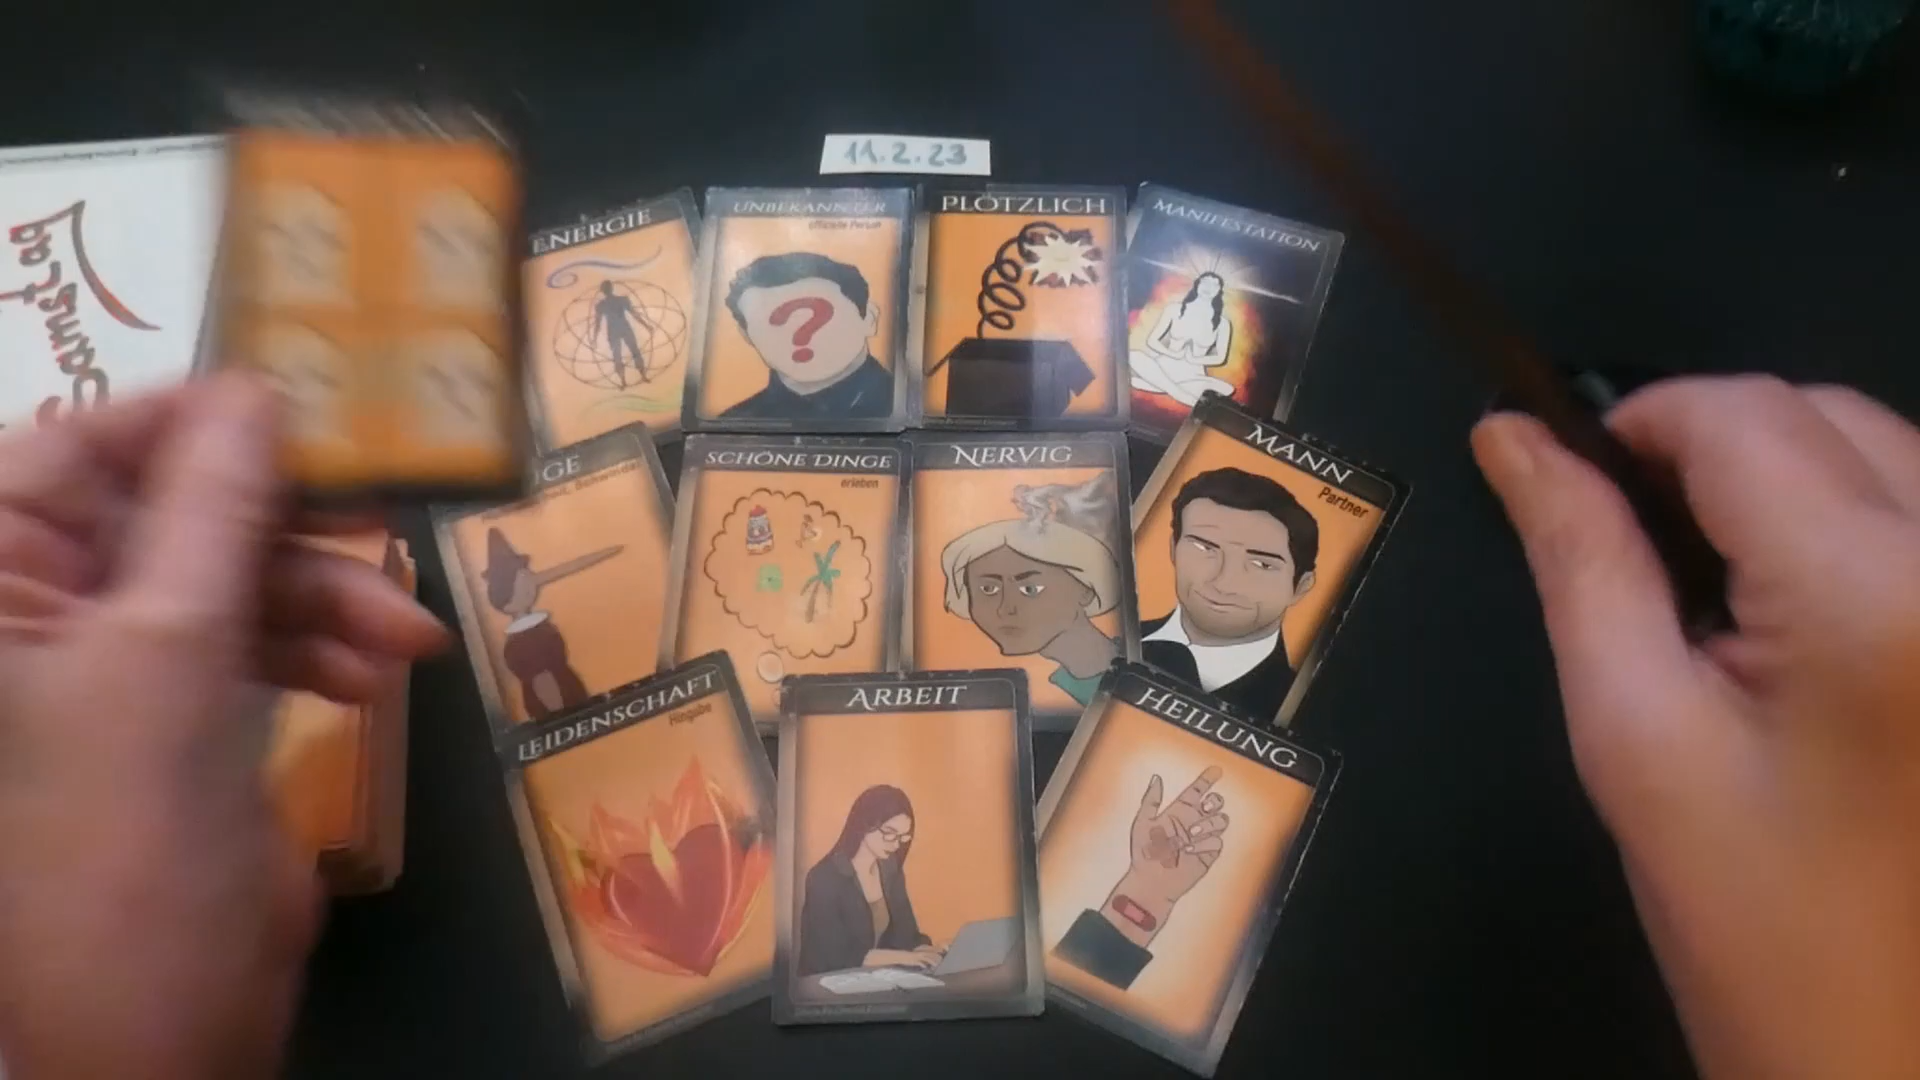 11.2.23
ENERGIE
UNBEKANNTER
offizielle Person
PLÖTZLICH
MANIFESTATION
SCHÖNE DINGE
erleben
NERVIG
MANN
Partner
LEIDENSCHAFT
Hingabe
ARBEIT
HEILUNG
Samstag